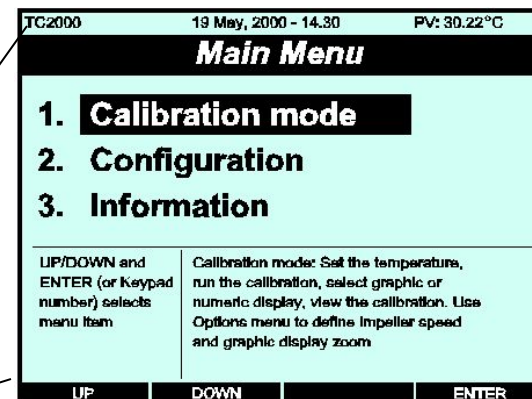 TC2000 19 May, 2000 - 14.30 PV: 30.22°C
Main Menu
1. Calibration mode
2. Configuration
3. Information
UP/DOWN and
ENTER (or Keypad
number) selects
menu item
Calibration mode: Set the temperature,
run the calibration, select graphic or
numeric display, view the calibration. Use
Options menu to define impeller speed
and graphic display zoom
UP DOWN ENTER